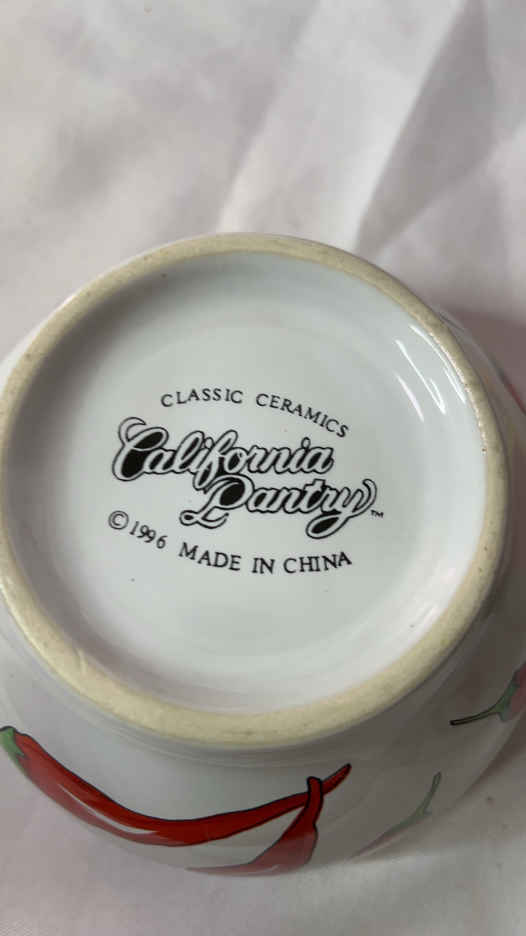 CLASSIC CERAMICS
California
Pantry™
©1996 MADE IN CHINA